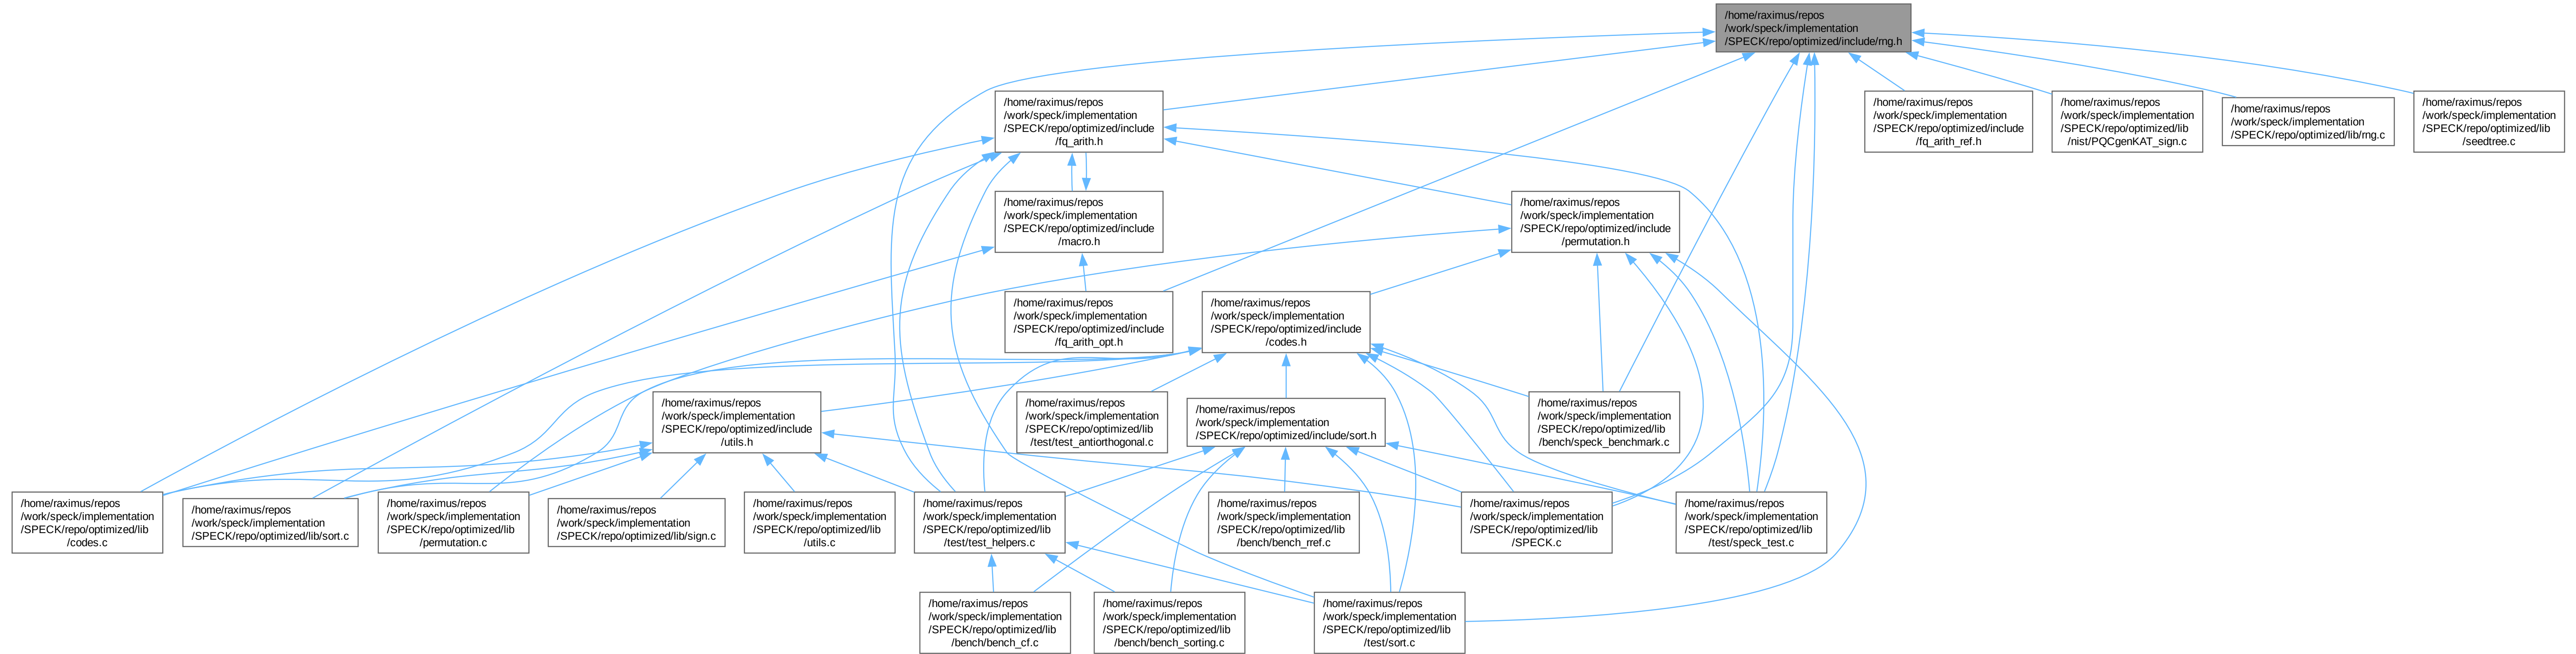 /home/raximus/repos
/work/speck/implementation
/SPECK/repo/optimized/include/rng.h
/home/raximus/repos
/work/speck/implementation
/SPECK/repo/optimized/include
/fq_arith.h
/home/raximus/repos
/work/speck/implementation
/SPECK/repo/optimized/include
/fq_arith_ref.h
/home/raximus/repos
/work/speck/implementation
/SPECK/repo/optimized/lib
/nist/PQCgenKAT_sign.c
/home/raximus/repos
/work/speck/implementation
/SPECK/repo/optimized/lib/rng.c
/home/raximus/repos
/work/speck/implementation
/SPECK/repo/optimized/lib
/seedtree.c
/home/raximus/repos
/work/speck/implementation
/SPECK/repo/optimized/include
/macro.h
/home/raximus/repos
/work/speck/implementation
/SPECK/repo/optimized/include
/permutation.h
/home/raximus/repos
/work/speck/implementation
/SPECK/repo/optimized/include
/fq_arith_opt.h
/home/raximus/repos
/work/speck/implementation
/SPECK/repo/optimized/include
/codes.h
/home/raximus/repos
/work/speck/implementation
/SPECK/repo/optimized/include
/utils.h
/home/raximus/repos
/work/speck/implementation
/SPECK/repo/optimized/lib
/test/test_antiorthogonal.c
/home/raximus/repos
/work/speck/implementation
/SPECK/repo/optimized/include/sort.h
/home/raximus/repos
/work/speck/implementation
/SPECK/repo/optimized/lib
/bench/speck_benchmark.c
/home/raximus/repos
/work/speck/implementation
/SPECK/repo/optimized/lib
/codes.c
/home/raximus/repos
/work/speck/implementation
/SPECK/repo/optimized/lib/sort.c
/home/raximus/repos
/work/speck/implementation
/SPECK/repo/optimized/lib
/permutation.c
/home/raximus/repos
/work/speck/implementation
/SPECK/repo/optimized/lib/sign.c
/home/raximus/repos
/work/speck/implementation
/SPECK/repo/optimized/lib
/utils.c
/home/raximus/repos
/work/speck/implementation
/SPECK/repo/optimized/lib
/test/test_helpers.c
/home/raximus/repos
/work/speck/implementation
/SPECK/repo/optimized/lib
/bench/bench_rref.c
/home/raximus/repos
/work/speck/implementation
/SPECK/repo/optimized/lib
/SPECK.c
/home/raximus/repos
/work/speck/implementation
/SPECK/repo/optimized/lib
/test/speck_test.c
/home/raximus/repos
/work/speck/implementation
/SPECK/repo/optimized/lib
/bench/bench_cf.c
/home/raximus/repos
/work/speck/implementation
/SPECK/repo/optimized/lib
/bench/bench_sorting.c
/home/raximus/repos
/work/speck/implementation
/SPECK/repo/optimized/lib
/test/sort.c